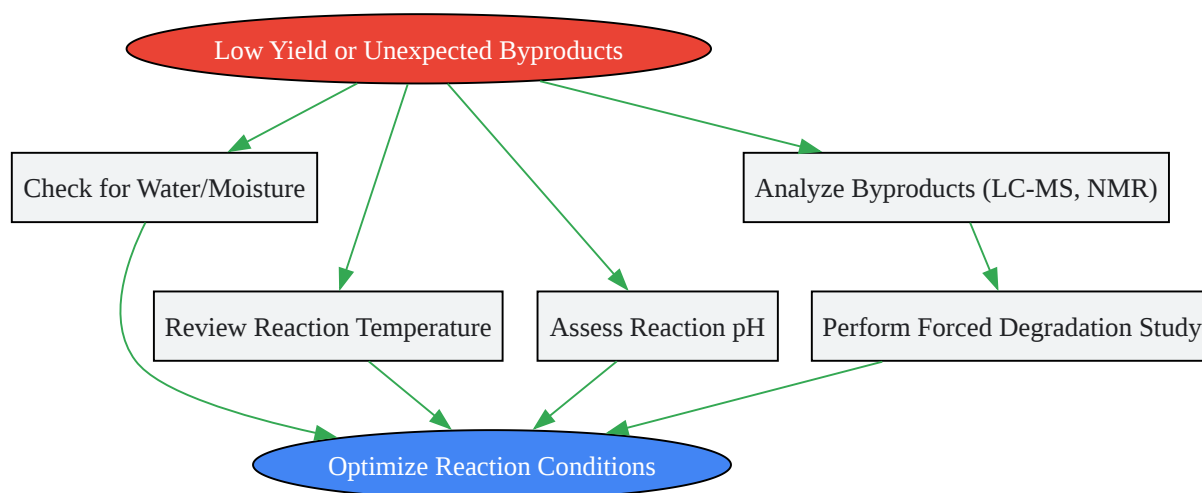 Low Yield or Unexpected Byproducts
Check for Water/Moisture
Analyze Byproducts (LC-MS, NMR)
Review Reaction Temperature
Assess Reaction pH
Perform Forced Degradation Study
Optimize Reaction Conditions